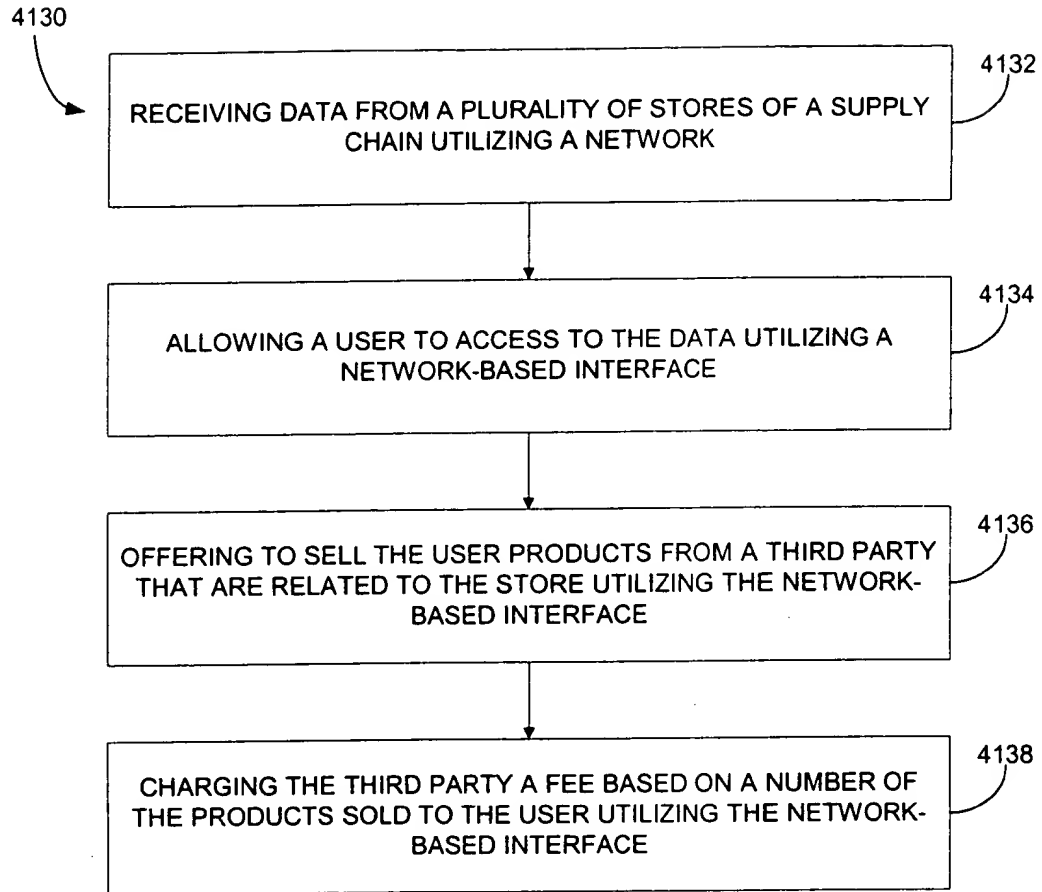 4130
4132
RECEIVING DATA FROM A PLURALITY OF STORES OF A SUPPLY
CHAIN UTILIZING A NETWORK
4134
ALLOWING A USER TO ACCESS TO THE DATA UTILIZING A
NETWORK-BASED INTERFACE
4136
OFFERING TO SELL THE USER PRODUCTS FROM A THIRD PARTY
THAT ARE RELATED TO THE STORE UTILIZING THE NETWORK-
BASED INTERFACE
4138
CHARGING THE THIRD PARTY A FEE BASED ON A NUMBER OF
THE PRODUCTS SOLD TO THE USER UTILIZING THE NETWORK-
BASED INTERFACE